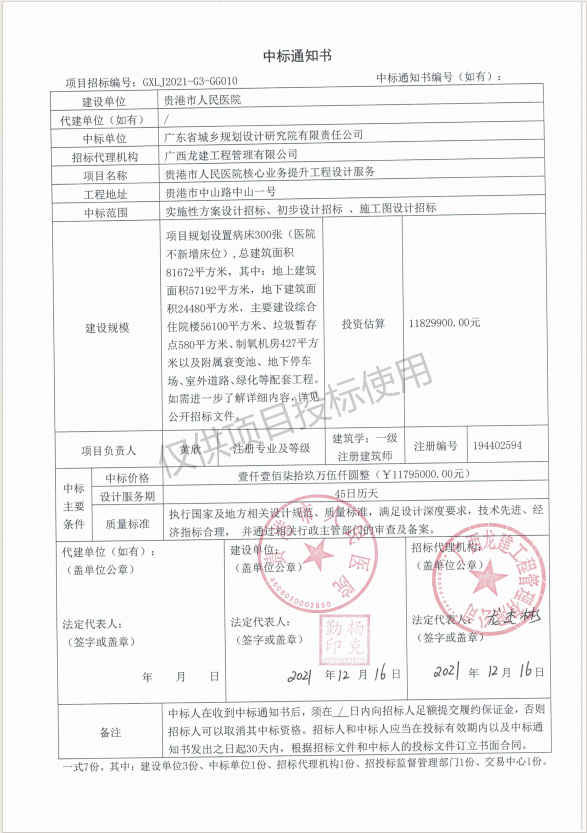 中标通知书
项目招标编号：GXLJ2021-G3-GG010 中标通知书编号（如有）：
建设单位 贵港市人民医院
代建单位（如有） /
中标单位 广东省城乡规划设计研究院有限责任公司
招标代理机构 广西龙建工程管理有限公司
项目名称 贵港市人民医院核心业务提升工程设计服务
工程地址 贵港市中山路中山一号
中标范围 实施性方案设计招标、初步设计招标 、施工图设计招标
建设规模
项目规划设置病床300张（医院
不新增床位）,总建筑面积
81672平方米，其中：地上建筑
面积57192平方米，地下建筑面
积24480平方米，主要建设综合
住院楼56100平方米、垃圾暂存
点580平方米、制氧机房427平方
米以及附属衰变池、地下停车
场、室外道路、绿化等配套工程。
如需进一步了解详细内容，详见
公开招标文件。
投资估算 11829900.00元
项目负责人 黄欣 注册专业及等级
建筑学；一级
注册建筑师
注册编号 194402594
中标
主要
条件
中标价格 壹仟壹佰柒拾玖万伍仟圆整（￥11795000.00元）
设计服务期 45日历天
质量标准
执行国家及地方相关设计规范、质量标准，满足设计深度要求，技术先进、经
济指标合理， 并通过相关行政主管部门的审查及备案。
代建单位（如有）：
（盖单位公章）
法定代表人：
（签字或盖章）
年 月 日
建设单位：
（盖单位公章）
法定代表人：
（签字或盖章）
2021 年 12 月 16 日
招标代理机构：
（盖单位公章）
法定代表人：
（签字或盖章）
2021 年 12 月 16 日
备注
中标人在收到中标通知书后，须在 / 日内向招标人足额提交履约保证金，否则
招标人可以取消其中标资格。招标人和中标人应当在投标有效期内以及中标通
知书发出之日起30天内，根据招标文件和中标人的投标文件订立书面合同。
一式7份。其中：建设单位3份、中标单位1份、招标代理机构1份、招投标监督管理部门1份、交易中心1份。
仅供项目投标使用
贵港市人民医院
4508020002850
杨克
勤印